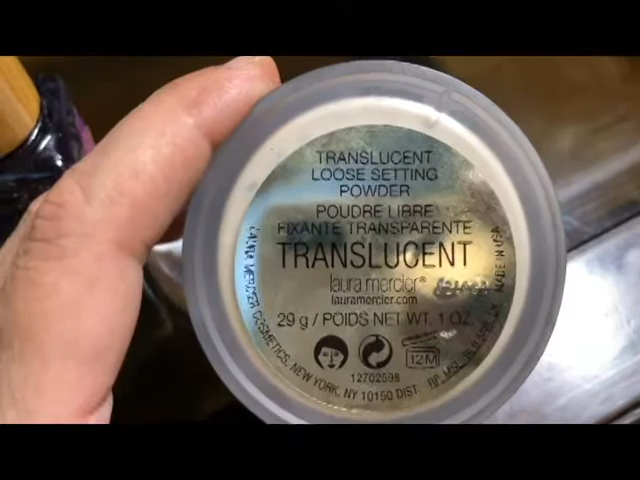 TRANSLUCENT
LOOSE SETTING
POWDER
POUDRE LIBRE
FIXANTE TRANSPARENTE
TRANSLUCENT
laura mercier®
lauramercier.com
29 g / POIDS NET WT. 1 OZ.
12M
12702598
LAURA MERCIER COSMETICS, NEW YORK, NY 10150 DIST.
MADE IN USA